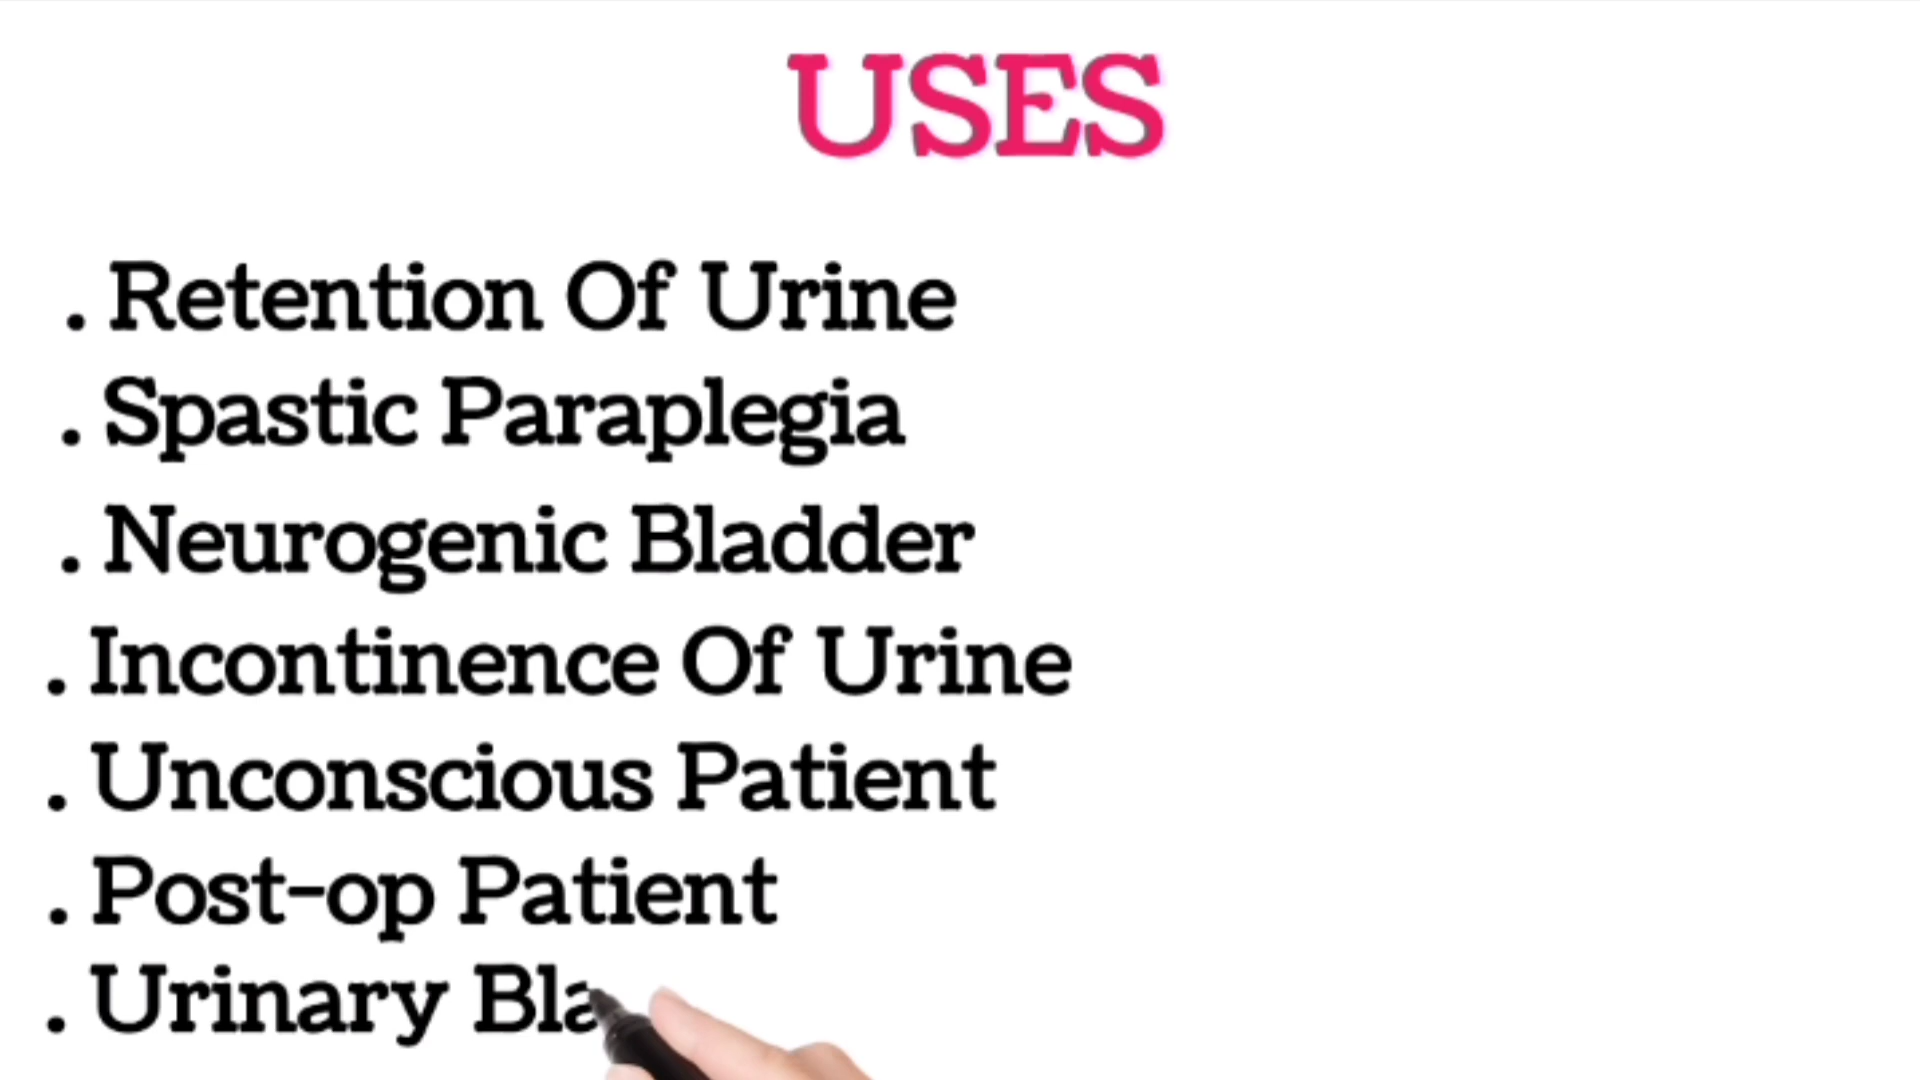 USES
. Retention Of Urine
. Spastic Paraplegia
. Neurogenic Bladder
. Incontinence Of Urine
. Unconscious Patient
. Post-op Patient
. Urinary Bla